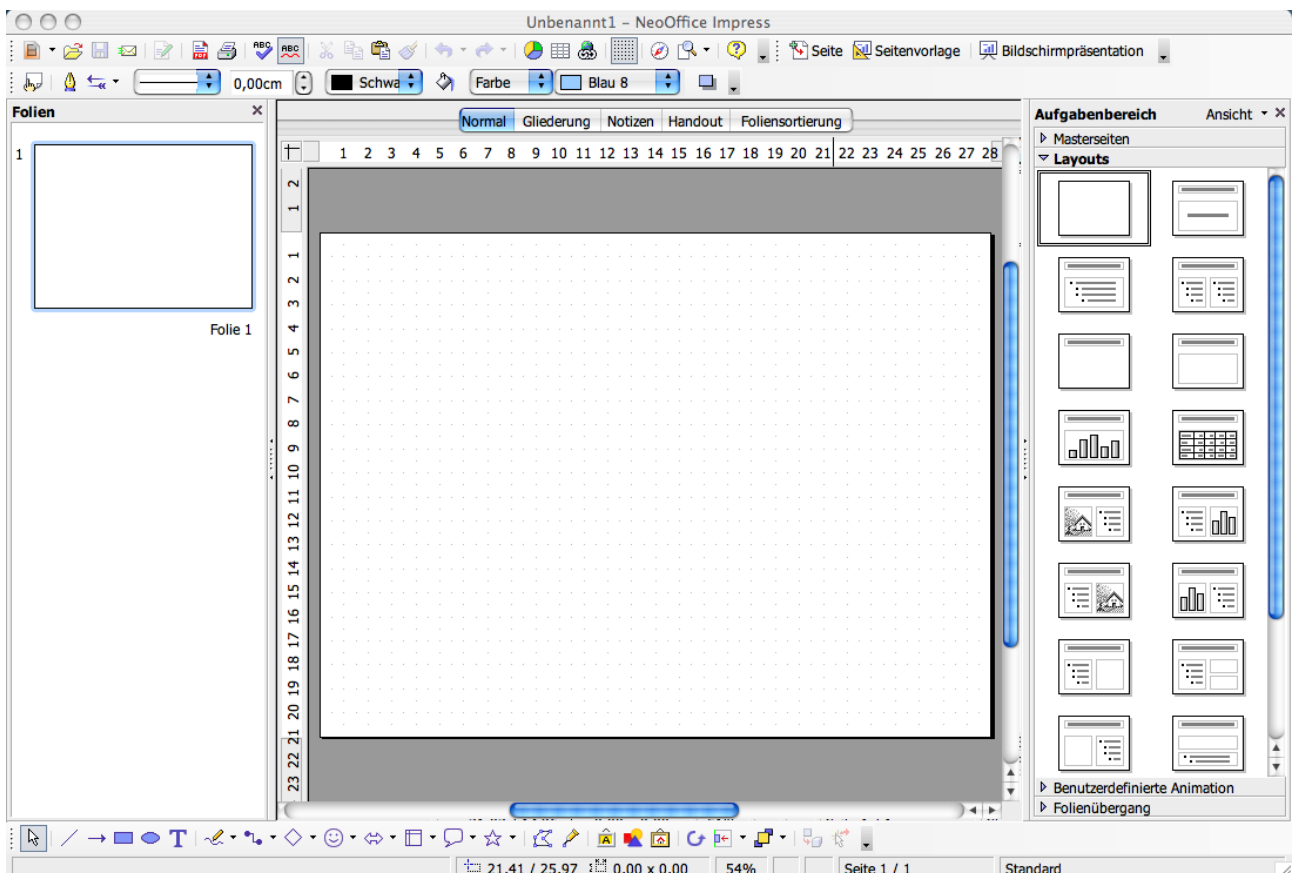 Unbenannt1 – NeoOffice Impress
Seite Seitenvorlage Bildschirmpräsentation
0,00cm Schwa Farbe Blau 8
Folien
1
Folie 1
Normal Gliederung Notizen Handout Foliensortierung
1 2 3 4 5 6 7 8 9 10 11 12 13 14 15 16 17 18 19 20 21 22 23 24 25 26 27 28
2
1
1
2
3
4
5
6
7
8
9
10
11
12
13
14
15
16
17
18
19
20
21
22
23
Aufgabenbereich Ansicht
Masterseiten
Layouts
Benutzerdefinierte Animation
Folienübergang
21,41 / 25,97 0,00 x 0,00 54% Seite 1 / 1 Standard